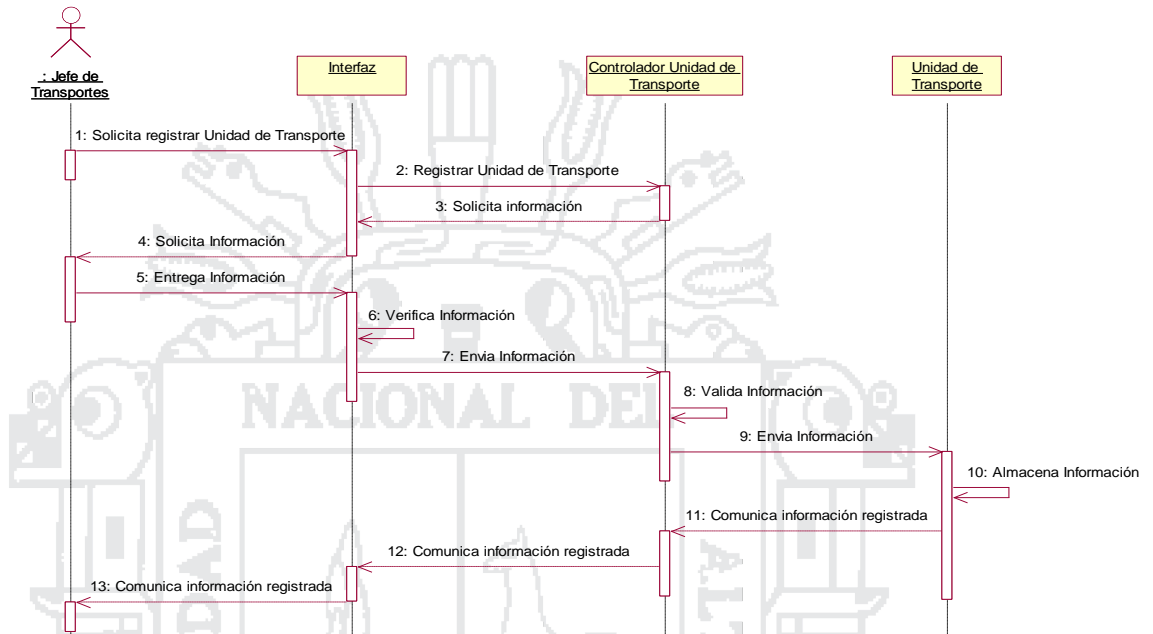 : Jefe de
Transportes
Interfaz
Controlador Unidad de
Transporte
Unidad de
Transporte
1: Solicita registrar Unidad de Transporte
2: Registrar Unidad de Transporte
3: Solicita información
4: Solicita Información
5: Entrega Información
6: Verifica Información
7: Envia Información
8: Valida Información
9: Envia Información
10: Almacena Información
11: Comunica información registrada
12: Comunica información registrada
13: Comunica información registrada
NACIONAL DEL
DAD
LTA